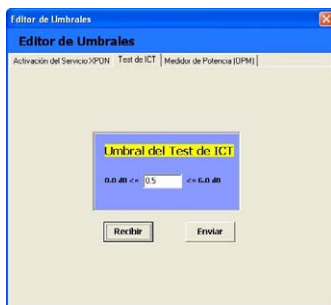 Editor de Umbrales
Editor de Umbrales
Activación del Servicio XPON Test de ICT Medidor de Potencia (OPM)
Umbral del Test de ICT
0.0 dB <= 0.5 <= 6.0 dB
Recibir Enviar